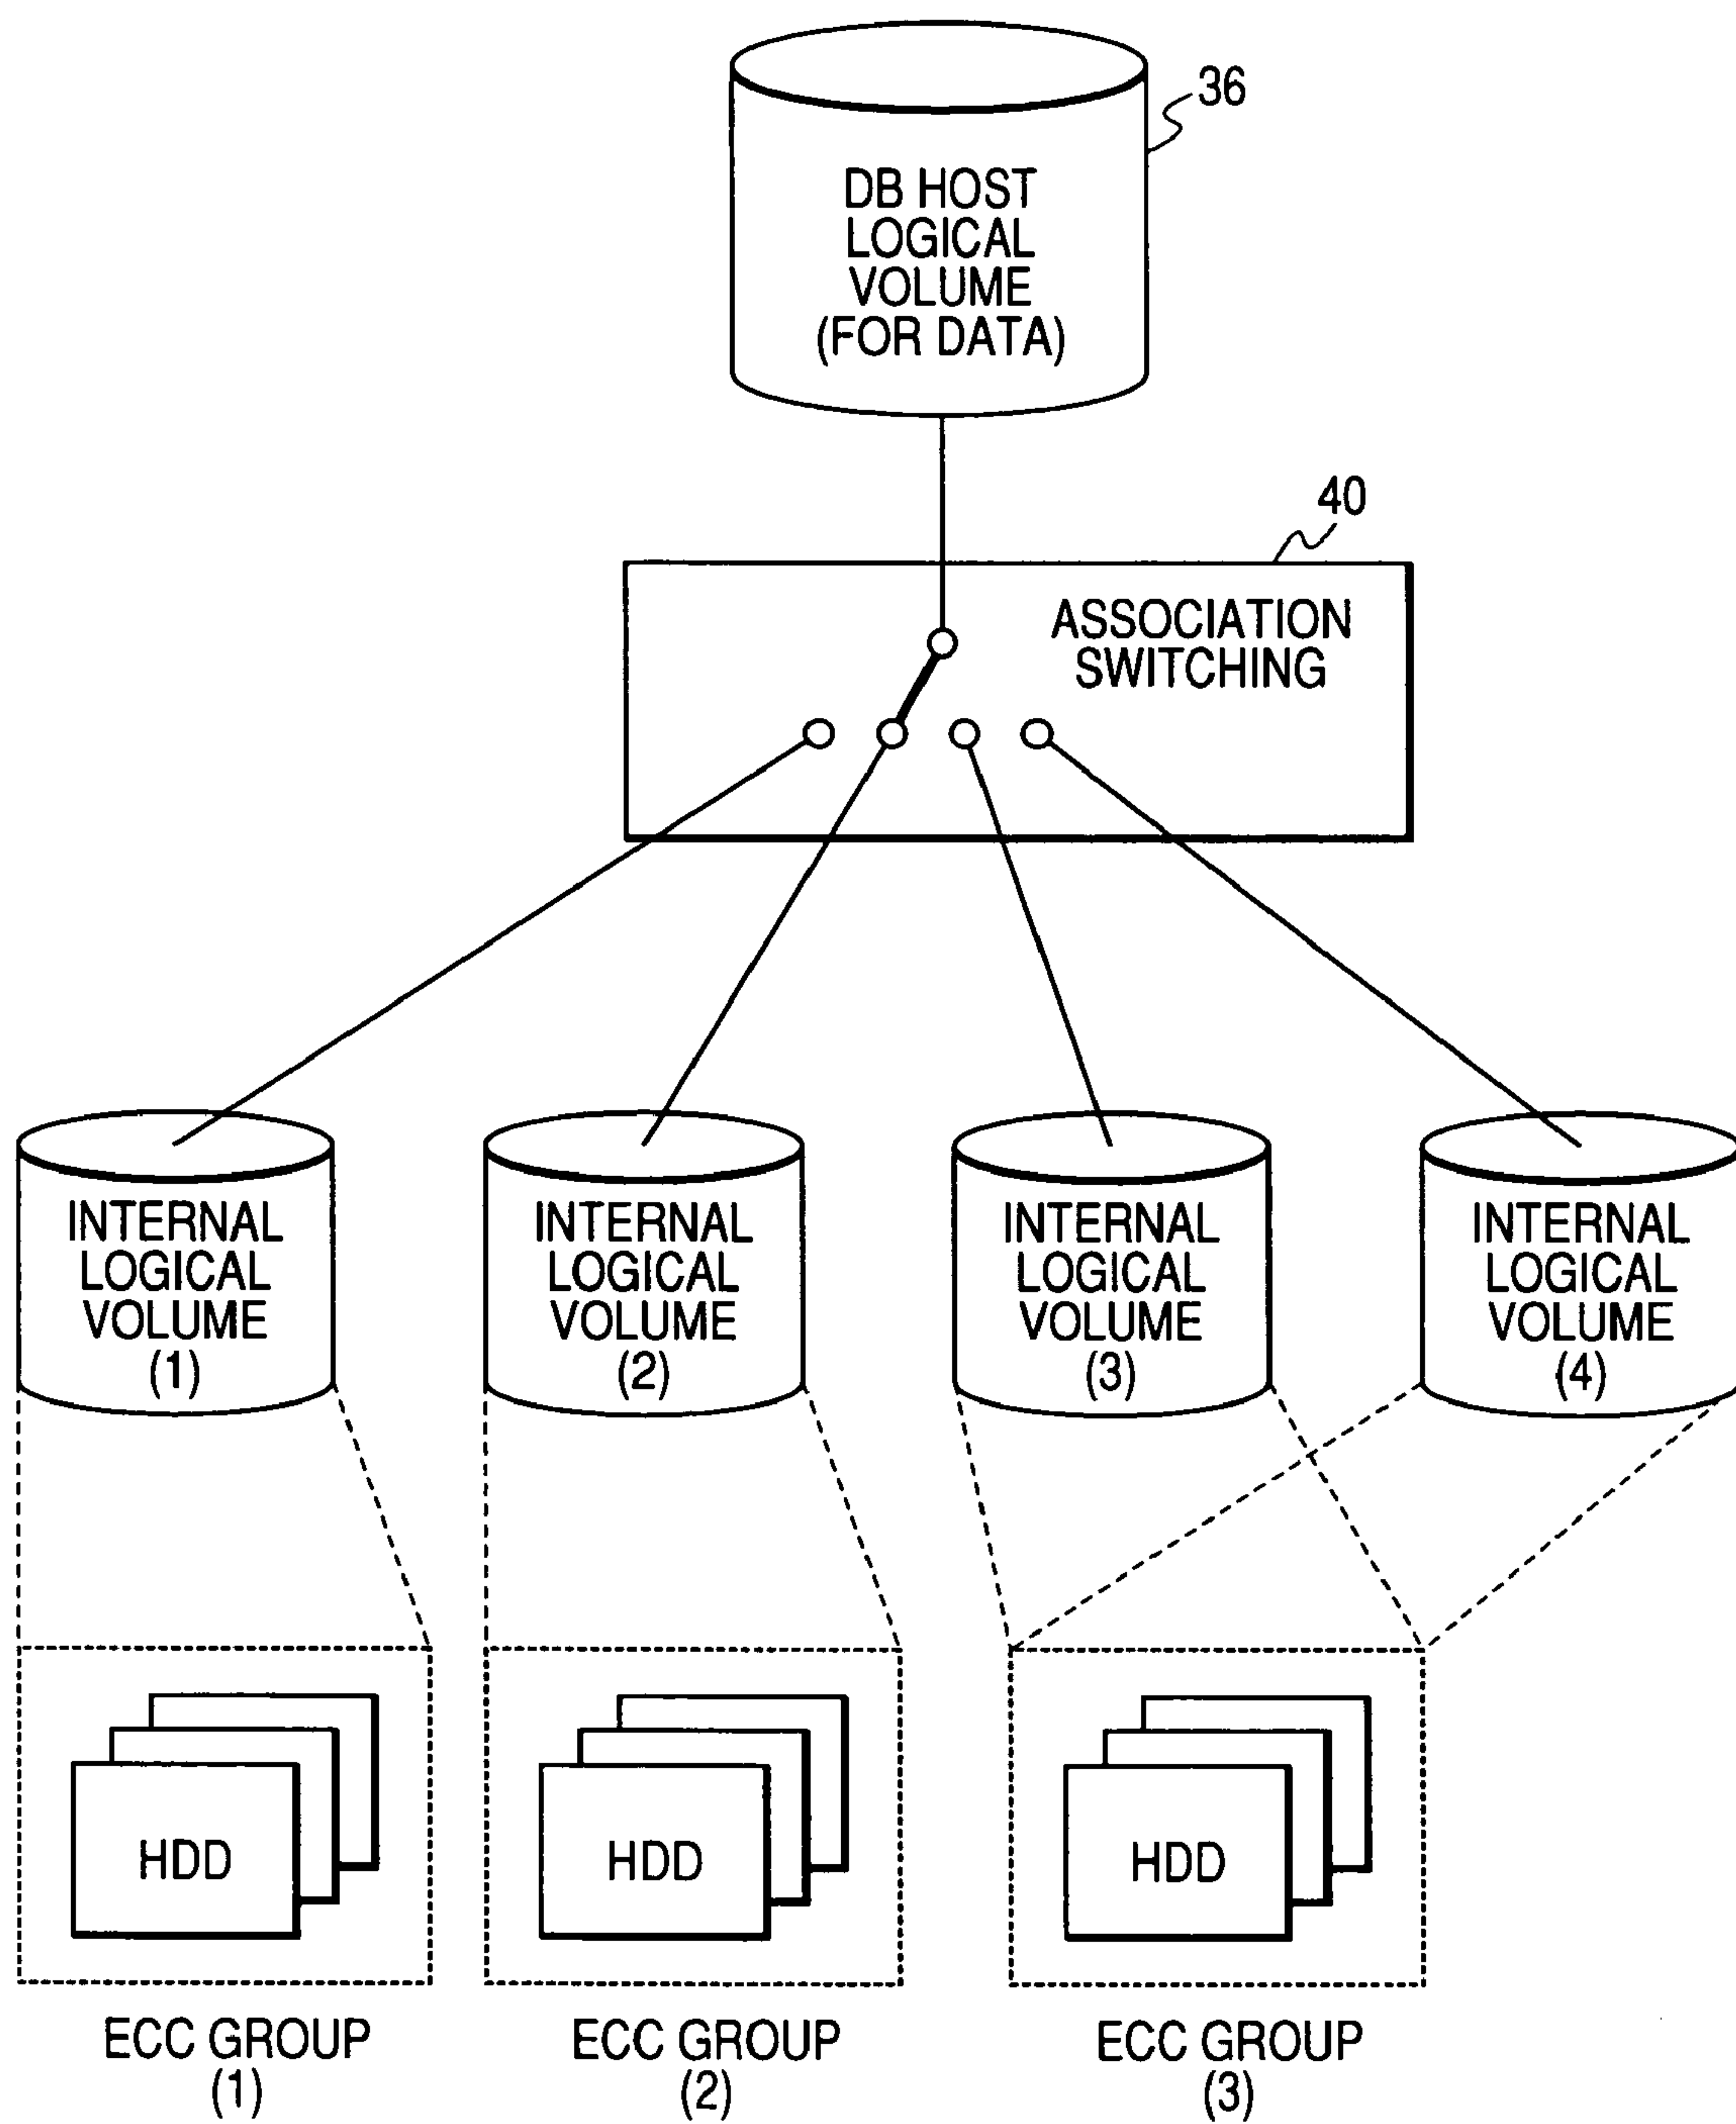 36
DB HOST
LOGICAL
VOLUME
(FOR DATA)
40
ASSOCIATION
SWITCHING
INTERNAL
LOGICAL
VOLUME
(1)
INTERNAL
LOGICAL
VOLUME
(2)
INTERNAL
LOGICAL
VOLUME
(3)
INTERNAL
LOGICAL
VOLUME
(4)
HDD
HDD
HDD
ECC GROUP
(1)
ECC GROUP
(2)
ECC GROUP
(3)